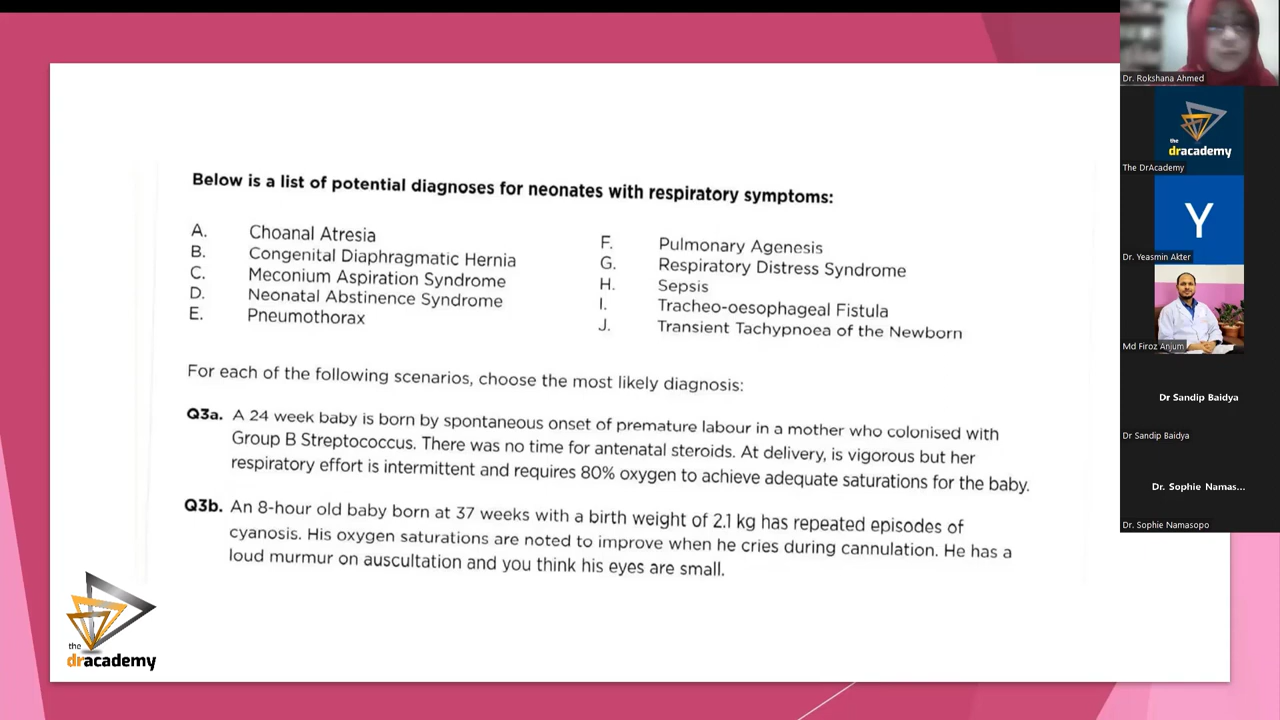 Below is a list of potential diagnoses for neonates with respiratory symptoms:
A. Choanal Atresia
B. Congenital Diaphragmatic Hernia
C. Meconium Aspiration Syndrome
D. Neonatal Abstinence Syndrome
E. Pneumothorax
F. Pulmonary Agenesis
G. Respiratory Distress Syndrome
H. Sepsis
I. Tracheo-oesophageal Fistula
J. Transient Tachypnoea of the Newborn
For each of the following scenarios, choose the most likely diagnosis:
Q3a. A 24 week baby is born by spontaneous onset of premature labour in a mother who colonised with
Group B Streptococcus. There was no time for antenatal steroids. At delivery, is vigorous but her
respiratory effort is intermittent and requires 80% oxygen to achieve adequate saturations for the baby.
Q3b. An 8-hour old baby born at 37 weeks with a birth weight of 2.1 kg has repeated episodes of
cyanosis. His oxygen saturations are noted to improve when he cries during cannulation. He has a
loud murmur on auscultation and you think his eyes are small.
the
dracademy
Dr. Rokshana Ahmed
the
dracademy
The DrAcademy
Y
Dr. Yeasmin Akter
Md Firoz Anjum
Dr Sandip Baidya
Dr Sandip Baidya
Dr. Sophie Namas...
Dr. Sophie Namasopo